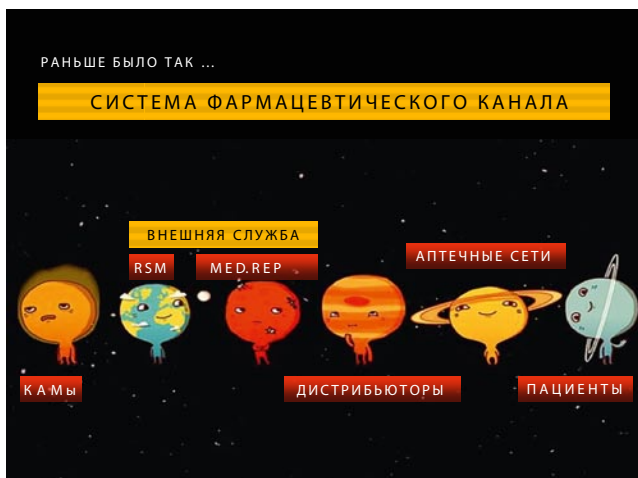 РАНЬШЕ БЫЛО ТАК ...
СИСТЕМА ФАРМАЦЕВТИЧЕСКОГО КАНАЛА
ВНЕШНЯЯ СЛУЖБА
RSM
MED.REP
АПТЕЧНЫЕ СЕТИ
КАМы
ДИСТРИБЬЮТОРЫ
ПАЦИЕНТЫ